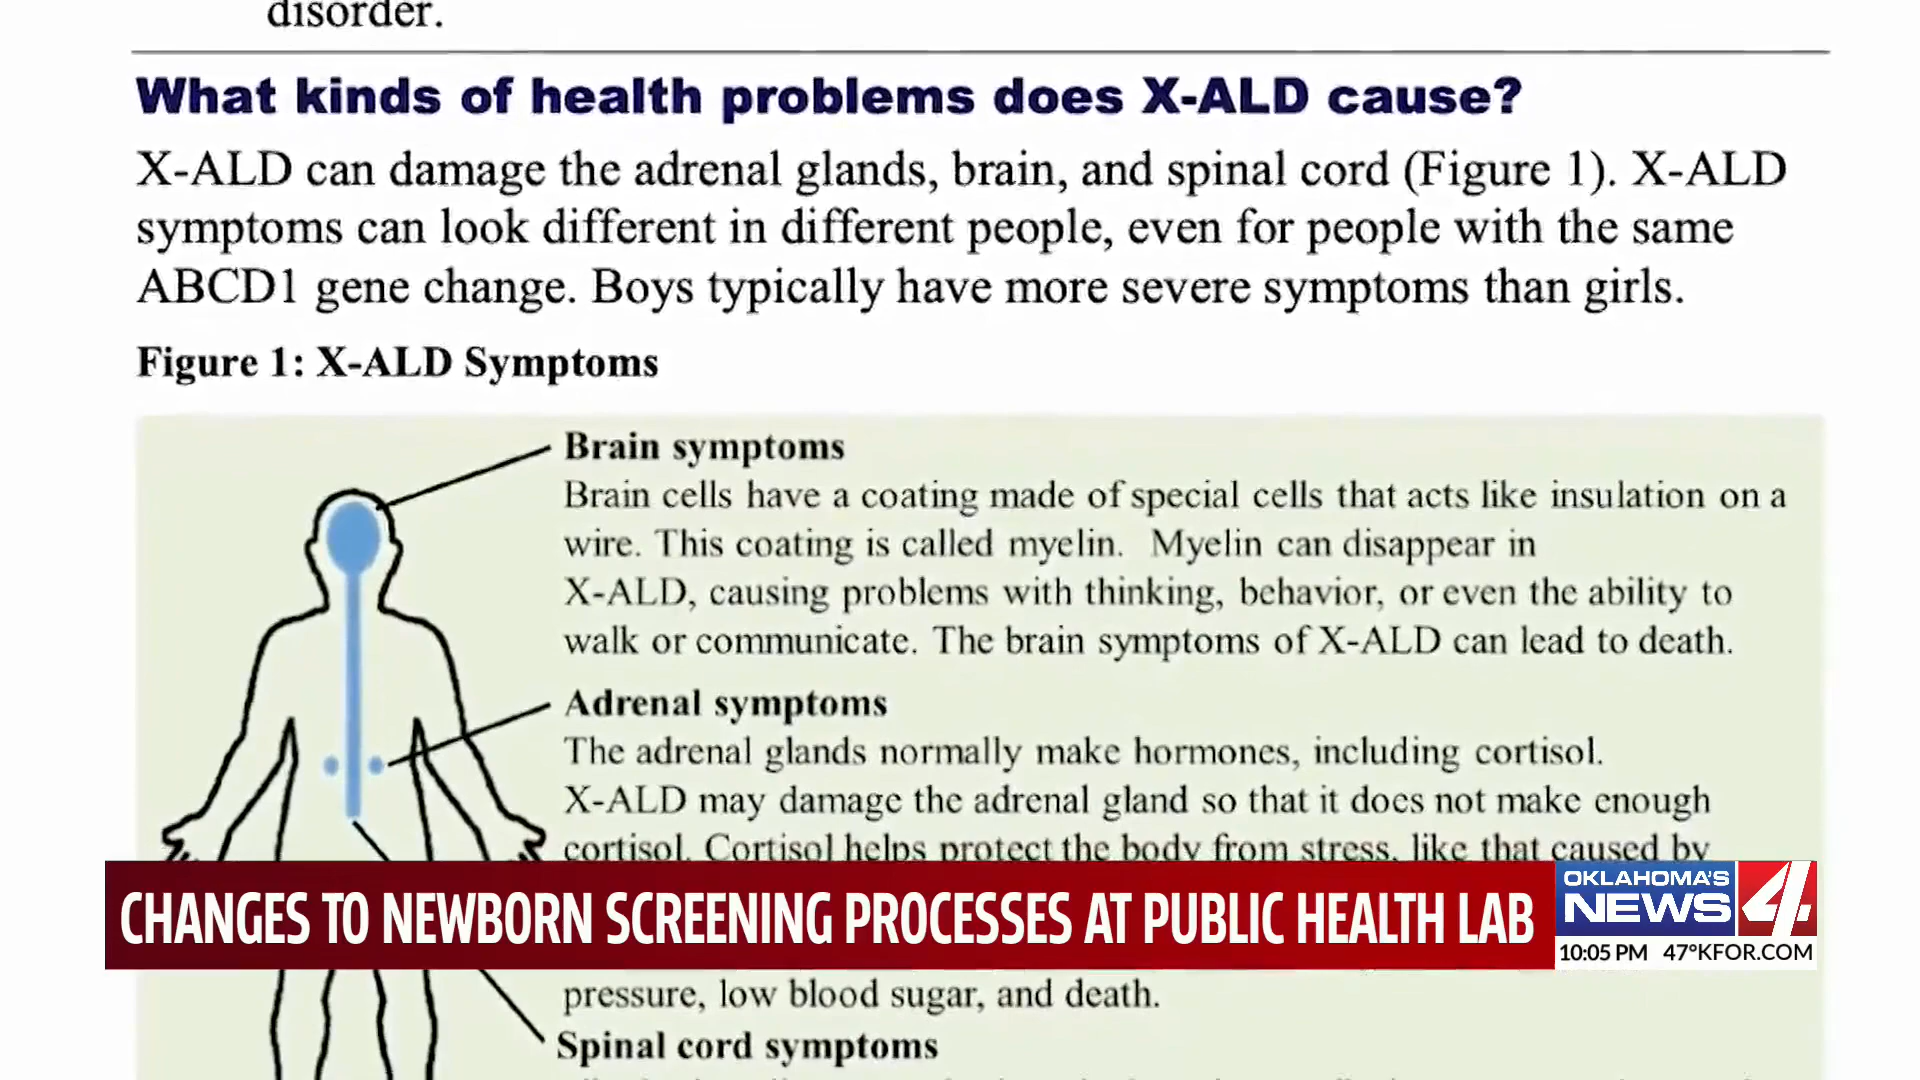 disorder.
What kinds of health problems does X-ALD cause?
X-ALD can damage the adrenal glands, brain, and spinal cord (Figure 1). X-ALD
symptoms can look different in different people, even for people with the same
ABCD1 gene change. Boys typically have more severe symptoms than girls.
Figure 1: X-ALD Symptoms
Brain symptoms
Brain cells have a coating made of special cells that acts like insulation on a
wire. This coating is called myelin. Myelin can disappear in
X-ALD, causing problems with thinking, behavior, or even the ability to
walk or communicate. The brain symptoms of X-ALD can lead to death.
Adrenal symptoms
The adrenal glands normally make hormones, including cortisol.
X-ALD may damage the adrenal gland so that it does not make enough
cortisol. Cortisol helps protect the body from stress, like that caused by
CHANGES TO NEWBORN SCREENING PROCESSES AT PUBLIC HEALTH LAB
OKLAHOMA'S
NEWS 4
10:05 PM 47° KFOR.COM
pressure, low blood sugar, and death.
Spinal cord symptoms